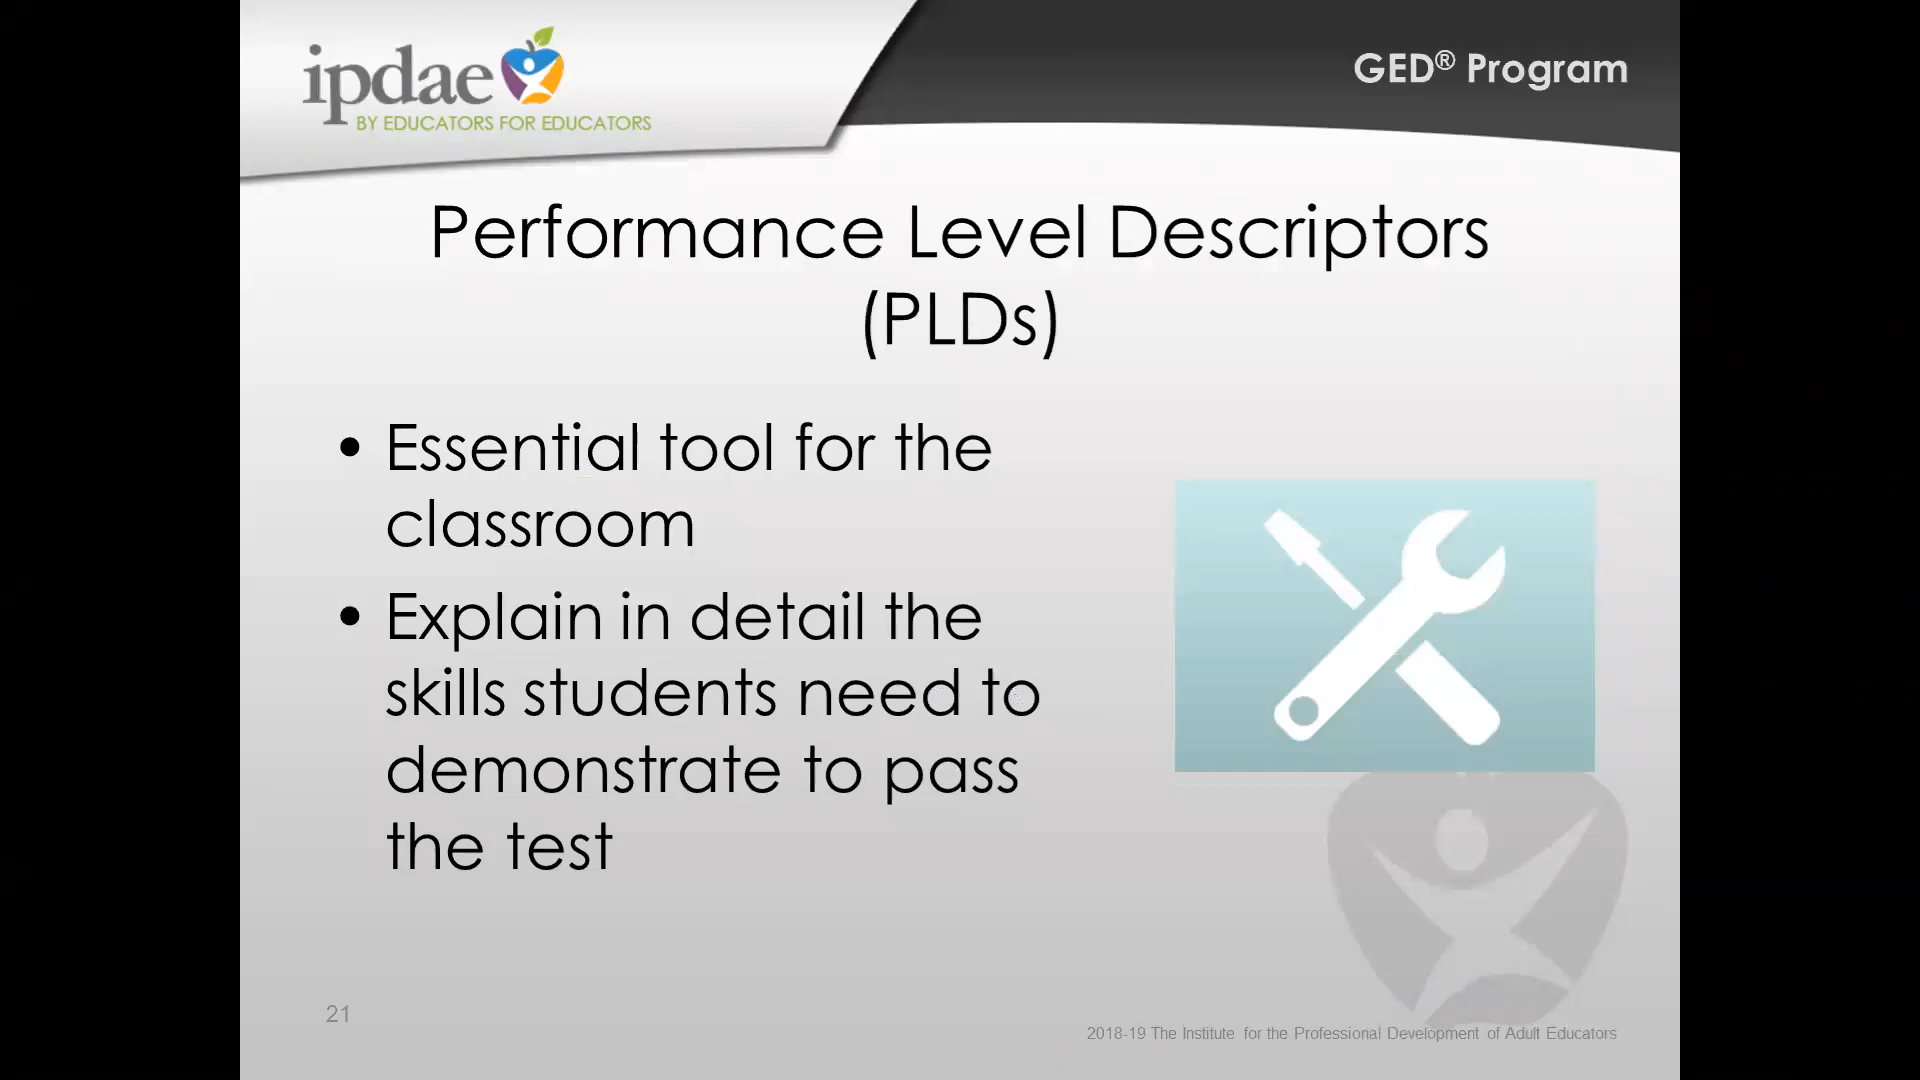 ipdae
BY EDUCATORS FOR EDUCATORS
GED® Program
Performance Level Descriptors
(PLDs)
• Essential tool for the
classroom
• Explain in detail the
skills students need to
demonstrate to pass
the test
21
2018-19 The Institute for the Professional Development of Adult Educators